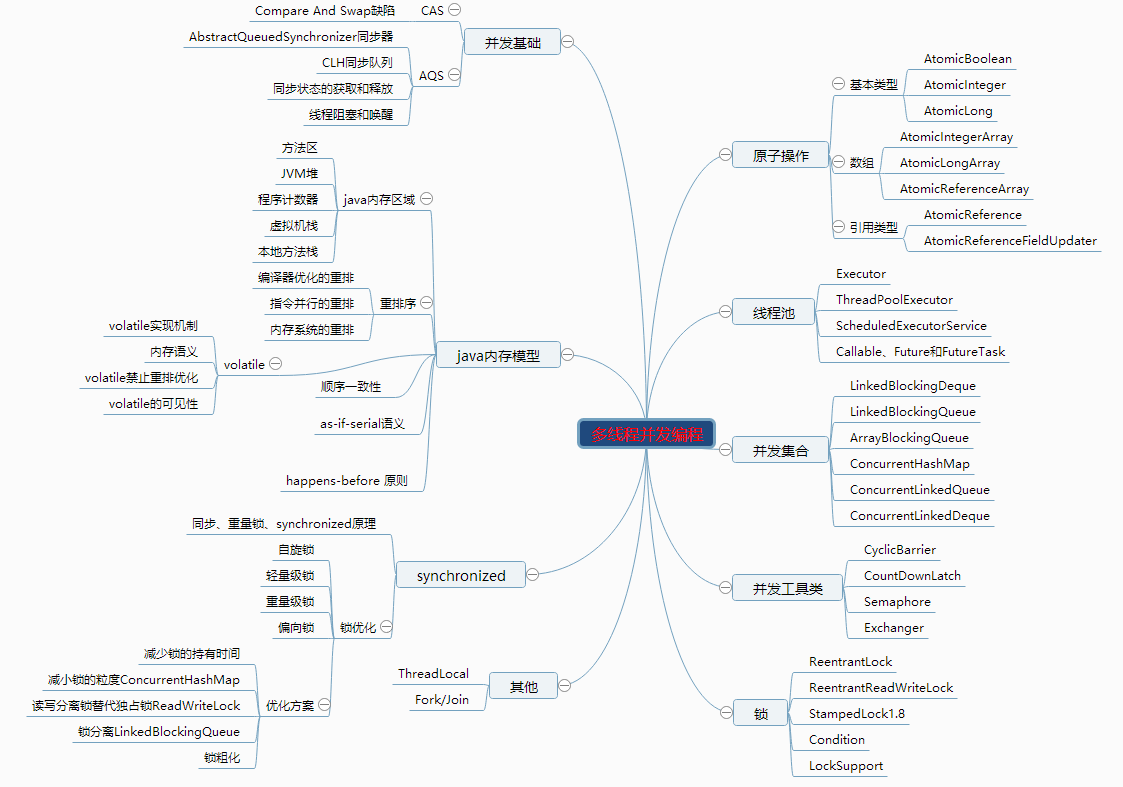 多线程并发编程
并发基础
CAS
Compare And Swap缺陷
AQS
AbstractQueuedSynchronizer同步器
CLH同步队列
同步状态的获取和释放
线程阻塞和唤醒
java内存模型
java内存区域
方法区
JVM堆
程序计数器
虚拟机栈
本地方法栈
重排序
编译器优化的重排
指令并行的重排
内存系统的重排
volatile
volatile实现机制
内存语义
volatile禁止重排优化
volatile的可见性
顺序一致性
as-if-serial语义
happens-before 原则
synchronized
同步、重量锁、synchronized原理
锁优化
自旋锁
轻量级锁
重量级锁
偏向锁
优化方案
减少锁的持有时间
减小锁的粒度ConcurrentHashMap
读写分离锁替代独占锁ReadWriteLock
锁分离LinkedBlockingQueue
锁粗化
其他
ThreadLocal
Fork/Join
原子操作
基本类型
AtomicBoolean
AtomicInteger
AtomicLong
数组
AtomicIntegerArray
AtomicLongArray
AtomicReferenceArray
引用类型
AtomicReference
AtomicReferenceFieldUpdater
线程池
Executor
ThreadPoolExecutor
ScheduledExecutorService
Callable、Future和FutureTask
并发集合
LinkedBlockingDeque
LinkedBlockingQueue
ArrayBlockingQueue
ConcurrentHashMap
ConcurrentLinkedQueue
ConcurrentLinkedDeque
并发工具类
CyclicBarrier
CountDownLatch
Semaphore
Exchanger
锁
ReentrantLock
ReentrantReadWriteLock
StampedLock1.8
Condition
LockSupport